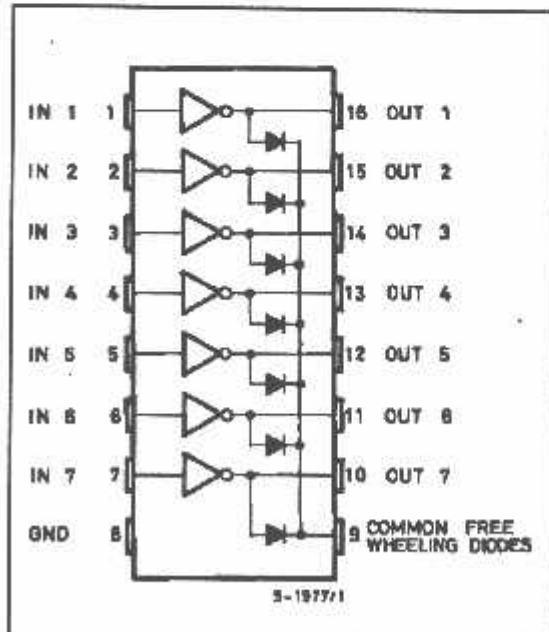 IN 1 1 16 OUT 1
IN 2 2 15 OUT 2
IN 3 3 14 OUT 3
IN 4 4 13 OUT 4
IN 5 5 12 OUT 5
IN 6 6 11 OUT 6
IN 7 7 10 OUT 7
GND 8 9 COMMON FREE
WHEELING DIODES
S-1977/1